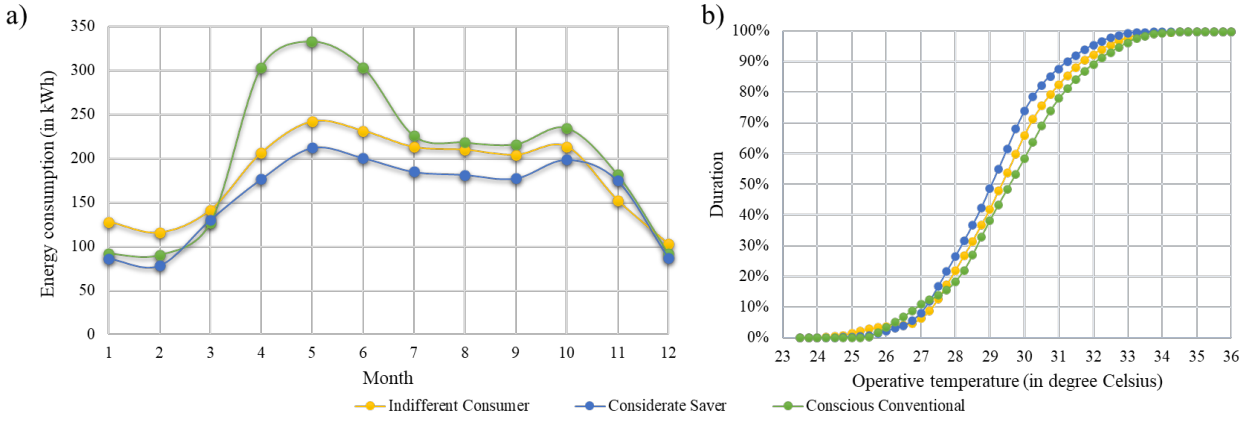 a)
350
300
250
200
150
100
50
0
Energy consumption (in kWh)
1 2 3 4 5 6 7 8 9 10 11 12
Month
b)
100%
90%
80%
70%
60%
50%
40%
30%
20%
10%
0%
Duration
23 24 25 26 27 28 29 30 31 32 33 34 35 36
Operative temperature (in degree Celsius)
Indifferent Consumer Considerate Saver Conscious Conventional